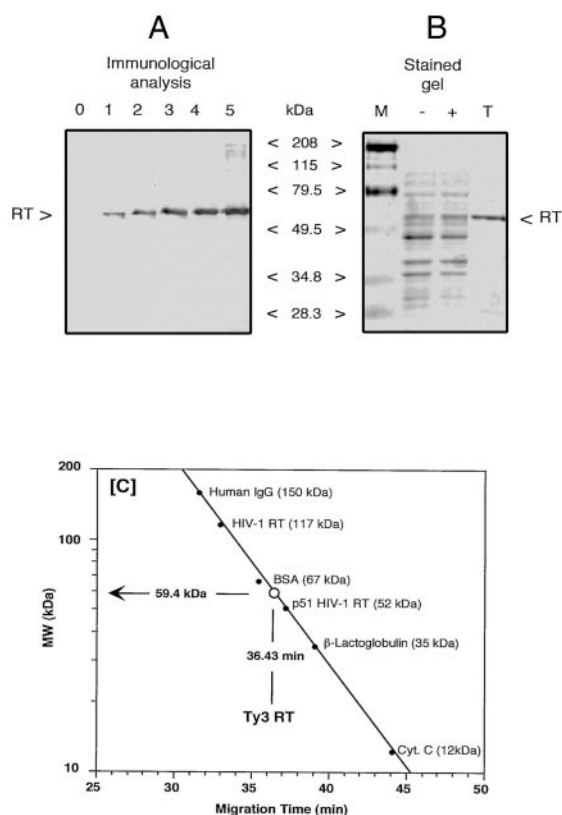 A
B
Immunological
analysis
Stained
gel
0 1 2 3 4 5 kDa M - + T
< 208 >
< 115 >
< 79.5 >
RT >
< RT
< 49.5 >
< 34.8 >
< 28.3 >
200
[C]
Human IgG (150 kDa)
HIV-1 RT (117 kDa)
100
BSA (67 kDa)
59.4 kDa
p51 HIV-1 RT (52 kDa)
MW (kDa)
β-Lactoglobulin (35 kDa)
36.43 min
Ty3 RT
Cyt. C (12kDa)
10
25 30 35 40 45 50
Migration Time (min)